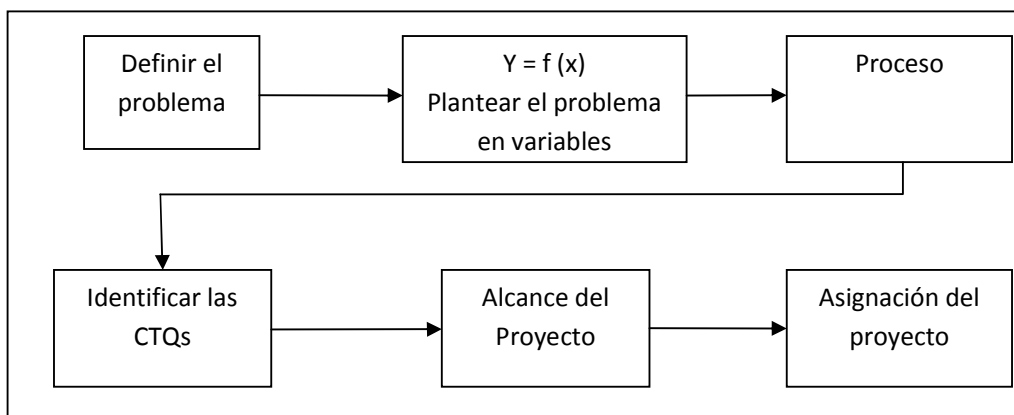 Definir el
problema
Y = f (x)
Plantear el problema
en variables
Proceso
Identificar las
CTQs
Alcance del
Proyecto
Asignación del
proyecto